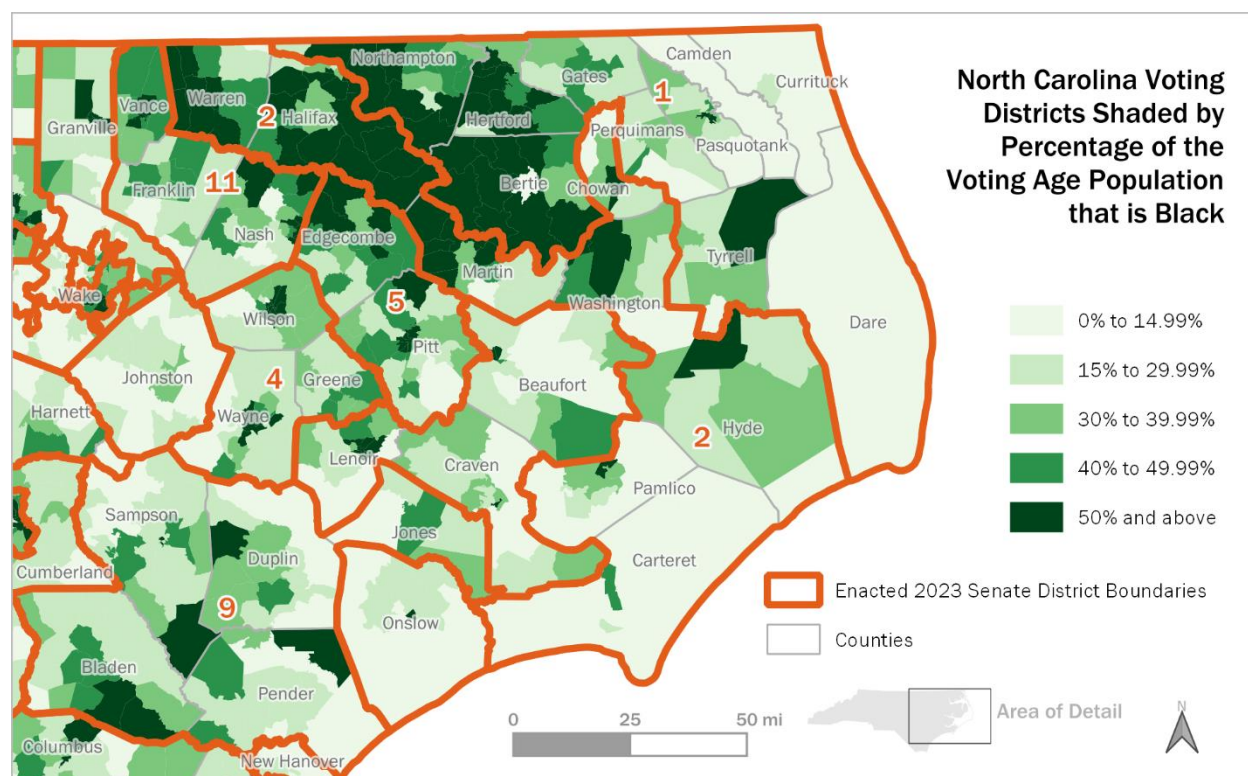 North Carolina Voting
Districts Shaded by
Percentage of the
Voting Age Population
that is Black
0% to 14.99%
15% to 29.99%
30% to 39.99%
40% to 49.99%
50% and above
Enacted 2023 Senate District Boundaries
Counties
Area of Detail
N
0 25 50 mi
Northampton
Camden
Currituck
Gates
Vance
Warren
Granville
2
Halifax
Hertford
1
Perquimans
Pasquotank
Franklin
11
Bertie
Chowan
Nash
Edgecombe
Tyrrell
Martin
Wake
Washington
5
Wilson
Dare
Pitt
Johnston
4
Greene
Beaufort
Harnett
Wayne
2
Hyde
Lenoir
Craven
Pamlico
Sampson
Jones
Duplin
Carteret
Cumberland
9
Onslow
Bladen
Pender
Columbus
New Hanover